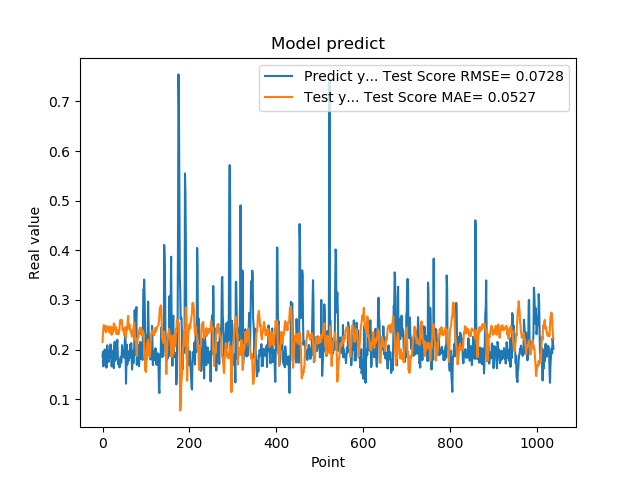 Model predict
Predict y... Test Score RMSE= 0.0728
Test y... Test Score MAE= 0.0527
Real value
0.7
0.6
0.5
0.4
0.3
0.2
0.1
0 200 400 600 800 1000
Point